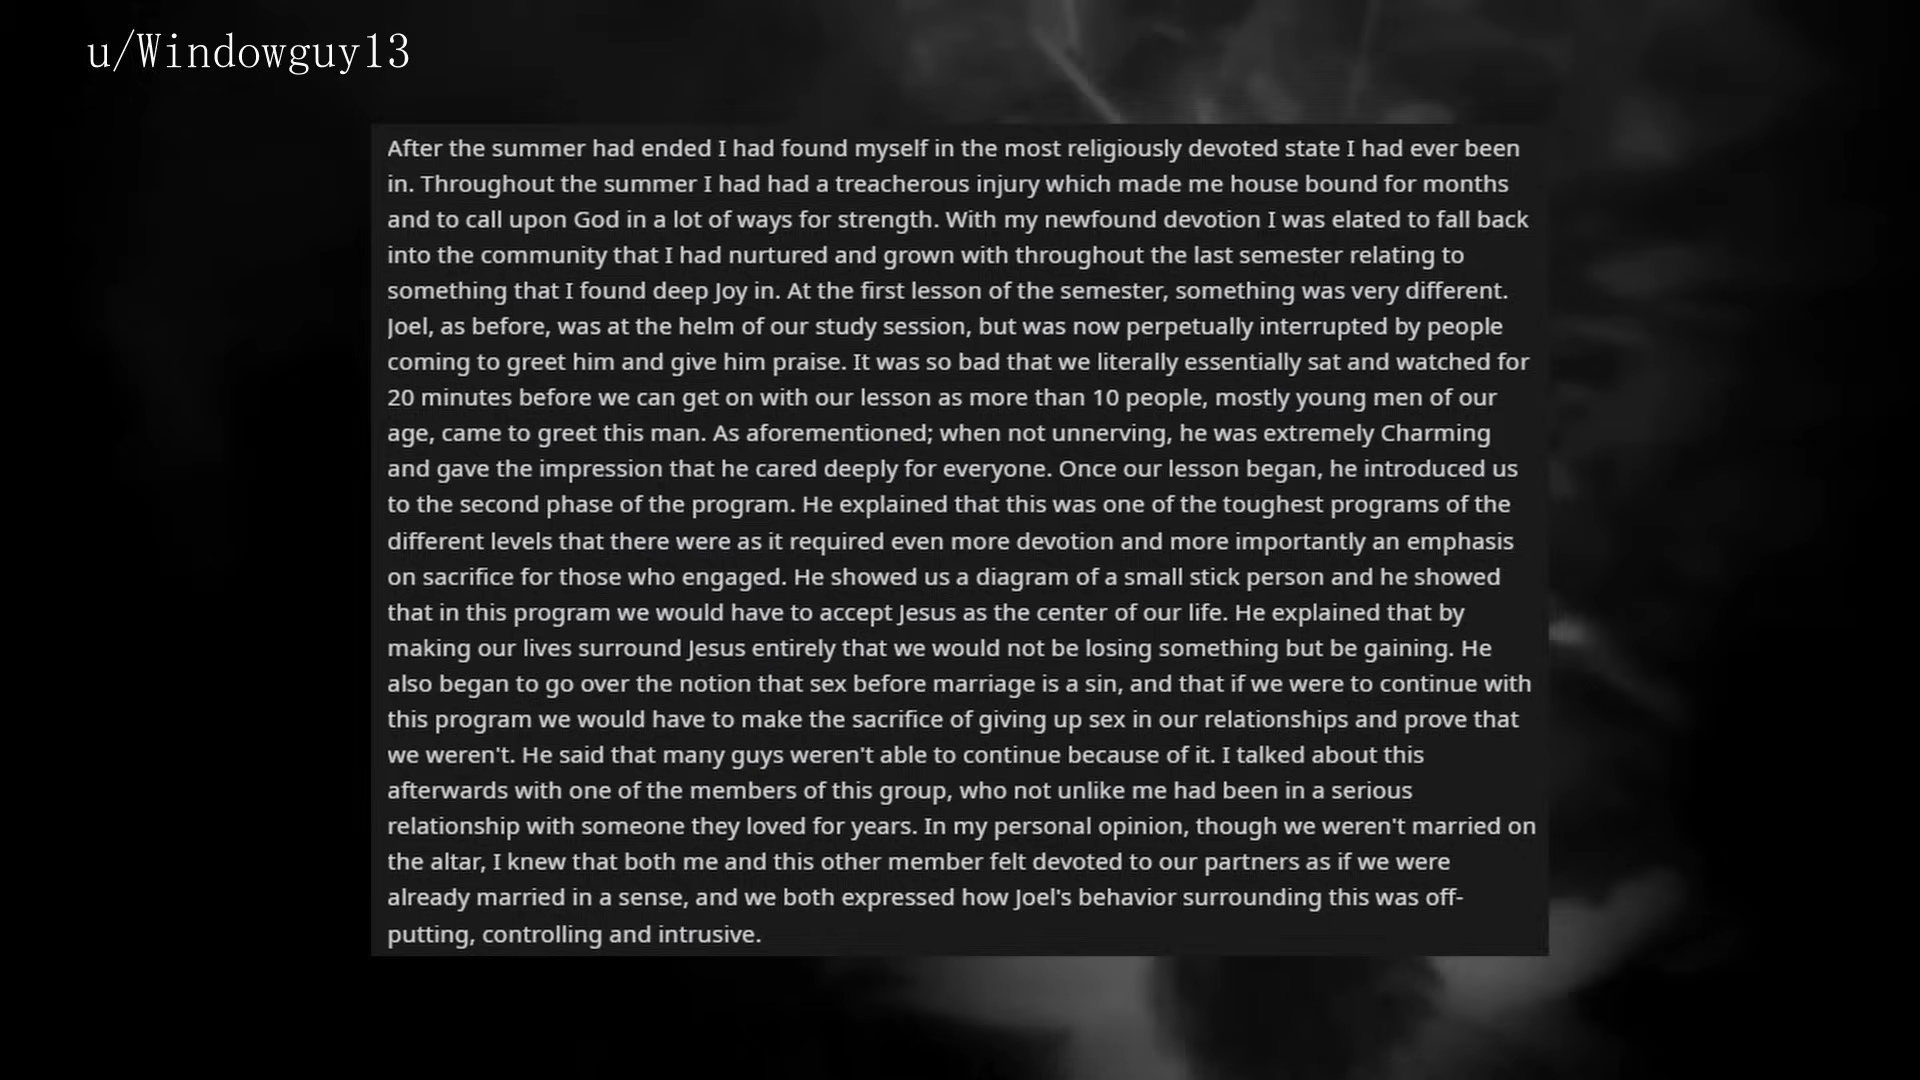 u/Windowguy13
After the summer had ended I had found myself in the most religiously devoted state I had ever been
in. Throughout the summer I had had a treacherous injury which made me house bound for months
and to call upon God in a lot of ways for strength. With my newfound devotion I was elated to fall back
into the community that I had nurtured and grown with throughout the last semester relating to
something that I found deep Joy in. At the first lesson of the semester, something was very different.
Joel, as before, was at the helm of our study session, but was now perpetually interrupted by people
coming to greet him and give him praise. It was so bad that we literally essentially sat and watched for
20 minutes before we can get on with our lesson as more than 10 people, mostly young men of our
age, came to greet this man. As aforementioned; when not unnerving, he was extremely Charming
and gave the impression that he cared deeply for everyone. Once our lesson began, he introduced us
to the second phase of the program. He explained that this was one of the toughest programs of the
different levels that there were as it required even more devotion and more importantly an emphasis
on sacrifice for those who engaged. He showed us a diagram of a small stick person and he showed
that in this program we would have to accept Jesus as the center of our life. He explained that by
making our lives surround Jesus entirely that we would not be losing something but be gaining. He
also began to go over the notion that sex before marriage is a sin, and that if we were to continue with
this program we would have to make the sacrifice of giving up sex in our relationships and prove that
we weren't. He said that many guys weren't able to continue because of it. I talked about this
afterwards with one of the members of this group, who not unlike me had been in a serious
relationship with someone they loved for years. In my personal opinion, though we weren't married on
the altar, I knew that both me and this other member felt devoted to our partners as if we were
already married in a sense, and we both expressed how Joel's behavior surrounding this was off-
putting, controlling and intrusive.